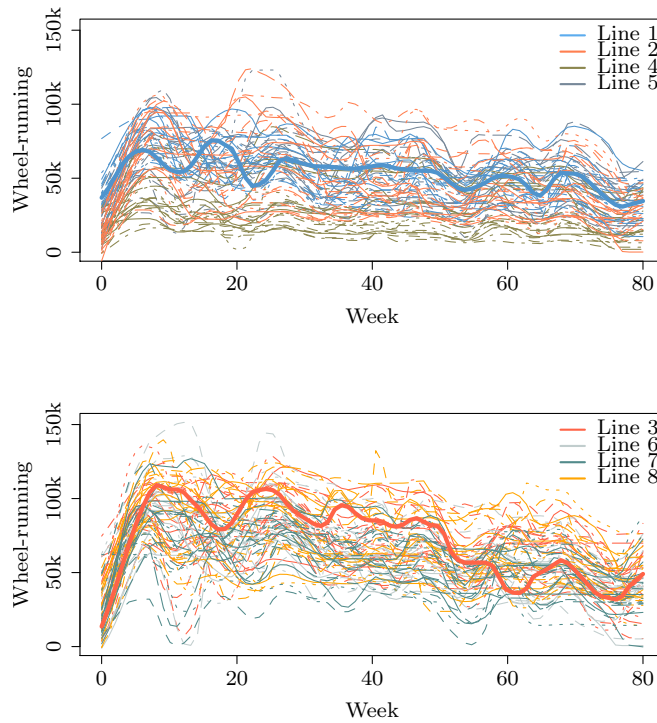 Wheel-running
150k
100k
50k
0
Line 1
Line 2
Line 4
Line 5
0 20 40 60 80
Week
Wheel-running
150k
100k
50k
0
Line 3
Line 6
Line 7
Line 8
0 20 40 60 80
Week